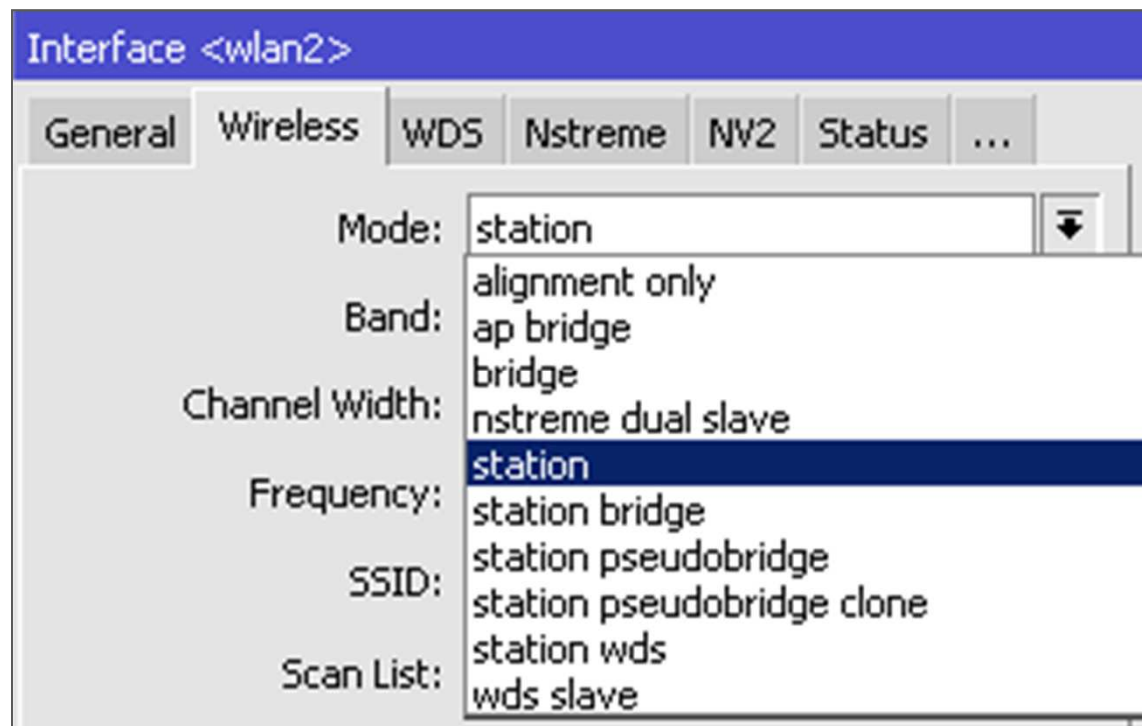 Interface <wlan2>
General Wireless WDS Nstreme NV2 Status ...
Mode: station
alignment only
Band: ap bridge
bridge
Channel Width: nstreme dual slave
station
Frequency: station bridge
station pseudobridge
SSID: station pseudobridge clone
station wds
Scan List: wds slave